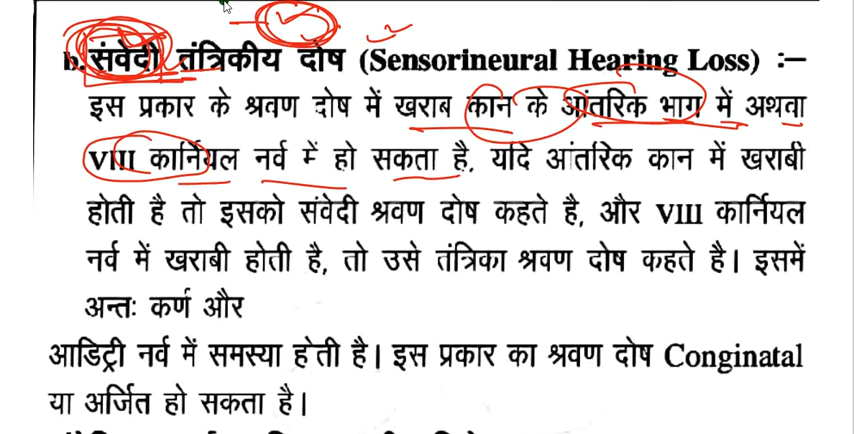 b. संवेदी तंत्रिकीय दोष (Sensorineural Hearing Loss) :–
इस प्रकार के श्रवण दोष में खराब कान के आंतरिक भाग में अथवा
VIII कार्नियल नर्व में हो सकता है, यदि आंतरिक कान में खराबी
होती है तो इसको संवेदी श्रवण दोष कहते है, और VIII कार्नियल
नर्व में खराबी होती है, तो उसे तंत्रिका श्रवण दोष कहते है। इसमें
अन्तः कर्ण और
आडिट्री नर्व में समस्या होती है। इस प्रकार का श्रवण दोष Conginatal
या अर्जित हो सकता है।